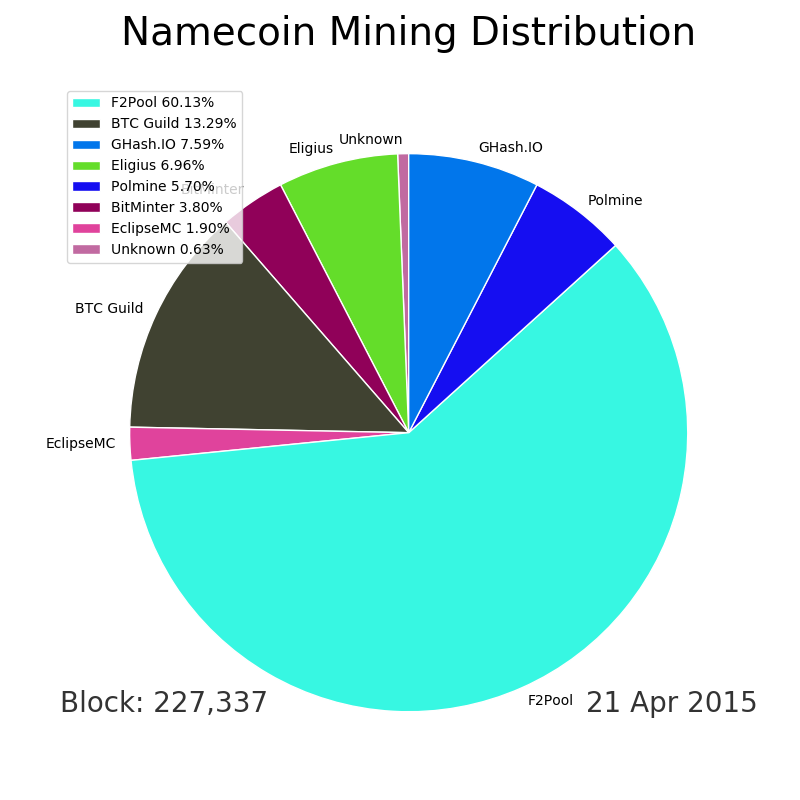 Namecoin Mining Distribution
F2Pool 60.13%
BTC Guild 13.29%
GHash.IO 7.59%
Eligius 6.96%
Polmine 5.70%
BitMinter 3.80%
EclipseMC 1.90%
Unknown 0.63%
Unknown
Eligius
GHash.IO
Polmine
BitMinter
BTC Guild
EclipseMC
F2Pool
Block: 227,337
21 Apr 2015